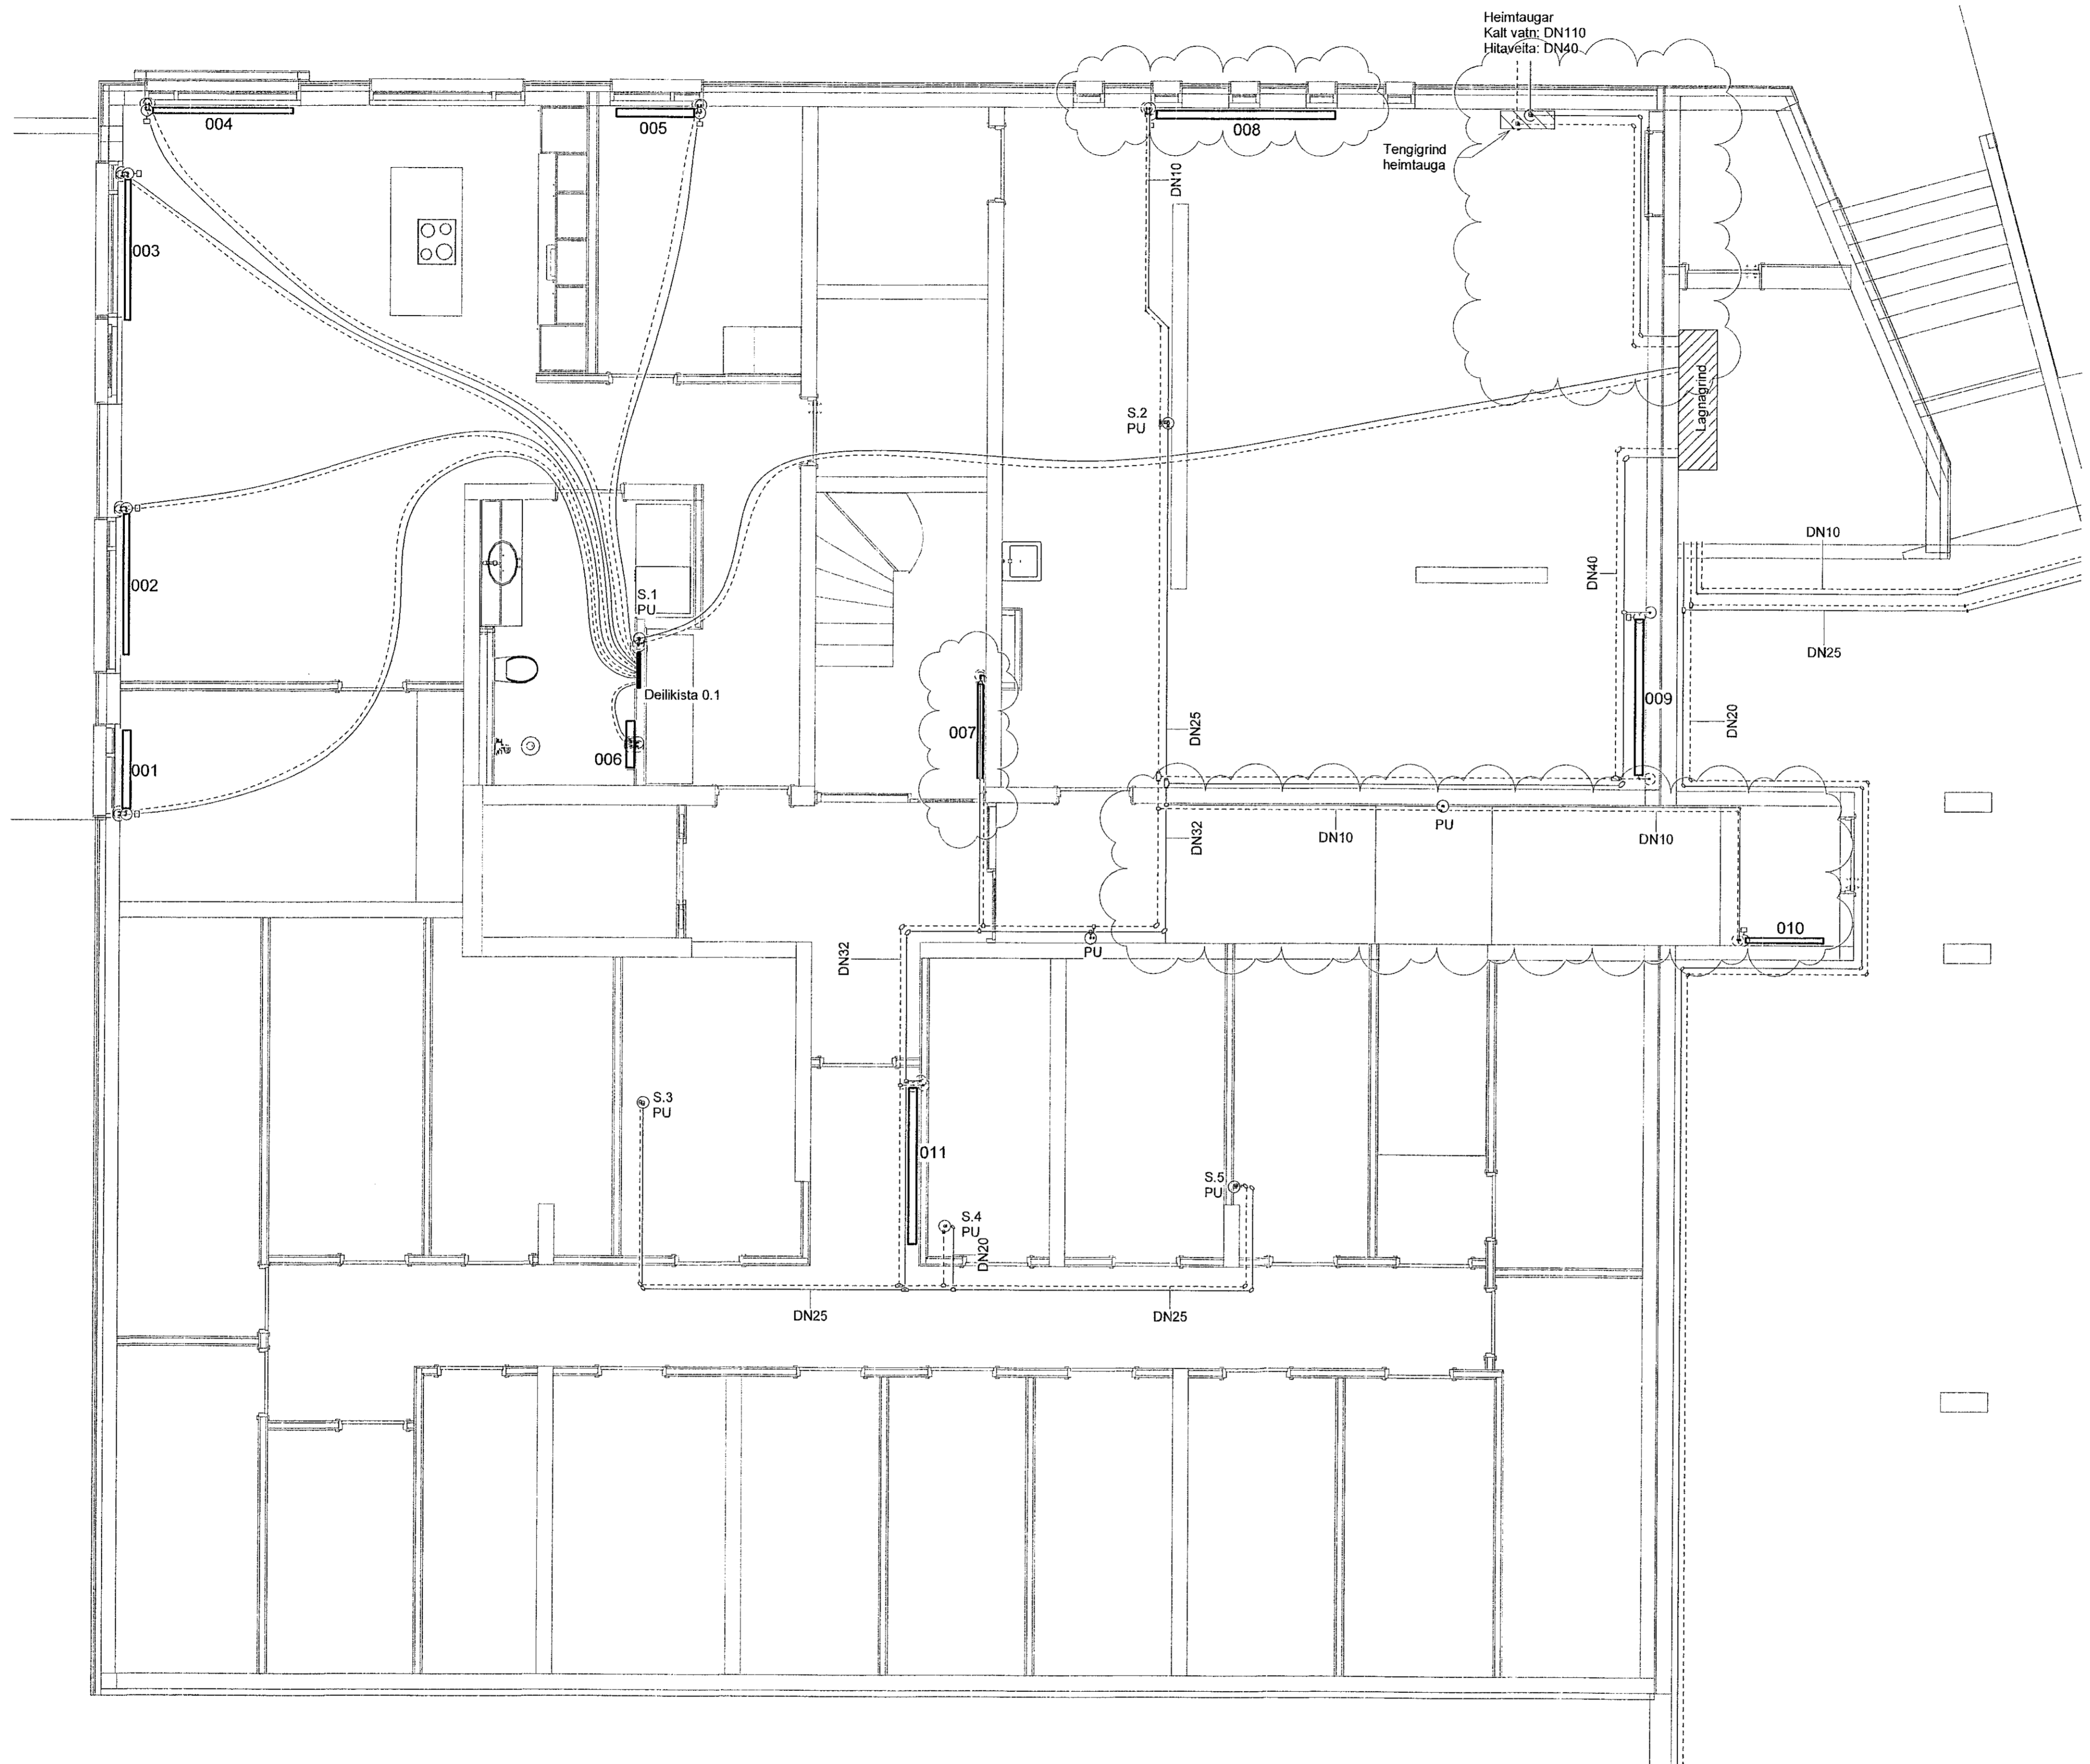 Heimtaugar
Kalt vatn: DN110
Hitaveita: DN40
004
005
008
Tengigrind
heimtauga
DN10
003
Lagnagrind
S.2
PU
DN10
DN40
002
S.1
PU
DN25
Deilikista 0.1
009
DN20
007
DN25
006
001
PU
DN32
DN10
DN10
010
PU
DN32
S.3
PU
011
S.5
PU
S.4
PU
DN20
DN25
DN25